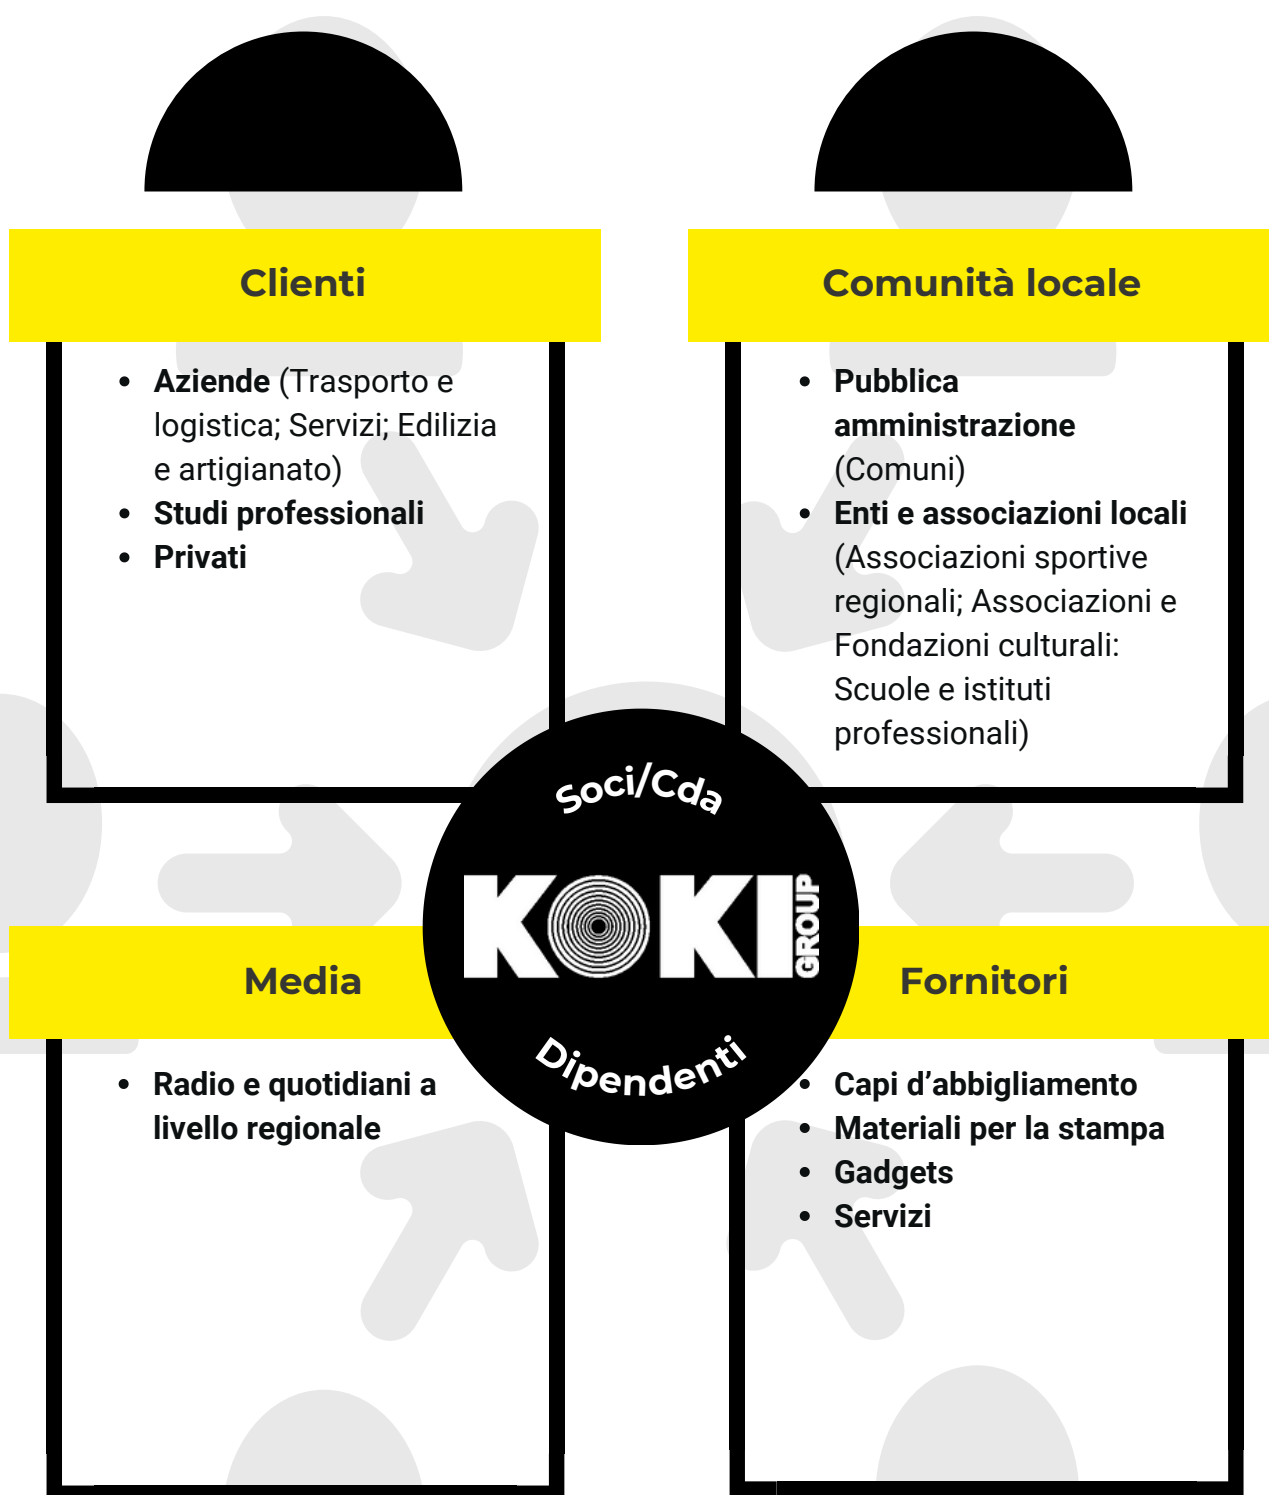 Clienti
• Aziende (Trasporto e
logistica; Servizi; Edilizia
e artigianato)
• Studi professionali
• Privati
Comunità locale
• Pubblica
amministrazione
(Comuni)
• Enti e associazioni locali
(Associazioni sportive
regionali; Associazioni e
Fondazioni culturali:
Scuole e istituti
professionali)
Soci/Cda
KOKI GROUP
Dipendenti
Media
• Radio e quotidiani a
livello regionale
Fornitori
• Capi d’abbigliamento
• Materiali per la stampa
• Gadgets
• Servizi